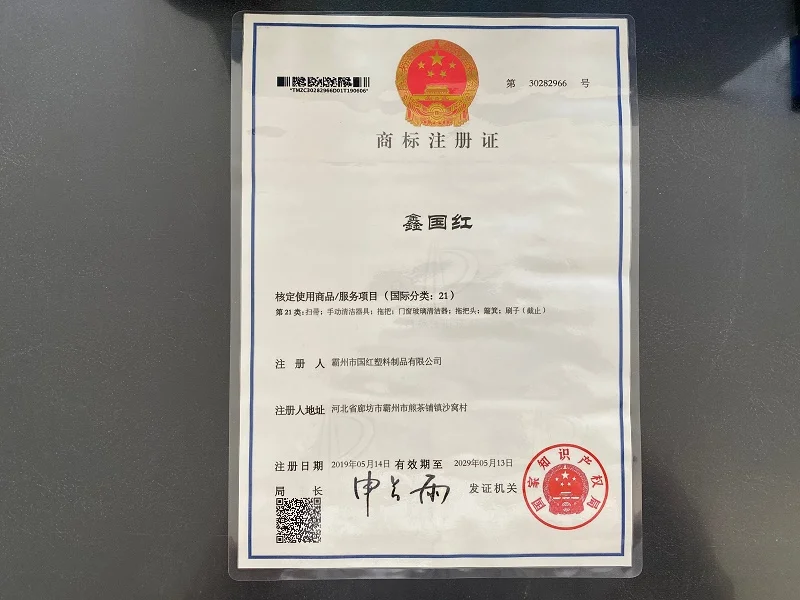 *TMZC30282966D01T190606*
第 30282966 号
商标注册证
鑫国红
核定使用商品/服务项目（国际分类：21）
第21类：扫帚；手动清洁器具；拖把；门窗玻璃清洁器；拖把头；簸箕；刷子（截止）
注册人 霸州市国红塑料制品有限公司
注册人地址 河北省廊坊市霸州市煎茶铺镇沙窝村
注册日期 2019年05月14日 有效期至 2029年05月13日
局长 申长雨 发证机关
国家知识产权局